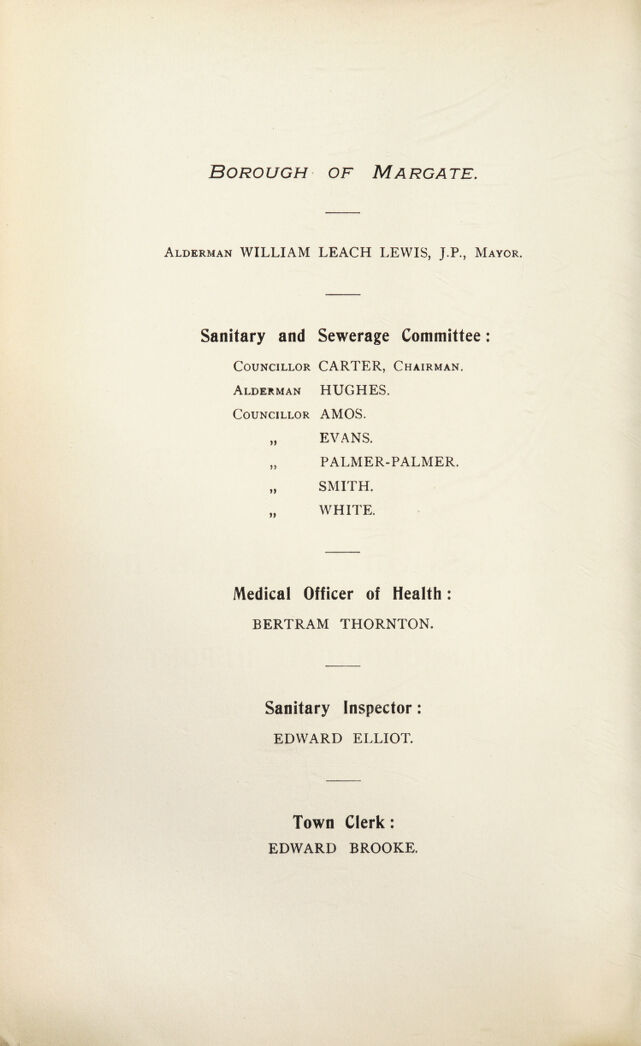 BOROUGH OF MARGATE.
ALDERMAN WILLIAM LEACH LEWIS, J.P., MAYOR.
Sanitary and Sewerage Committee:
COUNCILLOR CARTER, CHAIRMAN.
ALDERMAN HUGHES.
COUNCILLOR AMOS.
„ EVANS.
„ PALMER-PALMER.
„ SMITH.
„ WHITE.
Medical Officer of Health:
BERTRAM THORNTON.
Sanitary Inspector:
EDWARD ELLIOT.
Town Clerk:
EDWARD BROOKE.